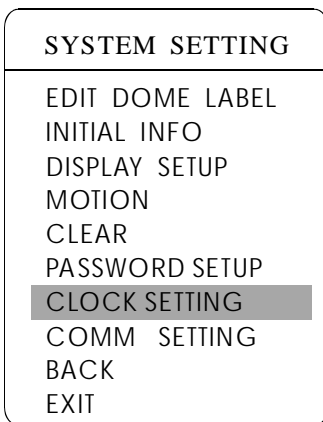 SYSTEM SETTING
EDIT DOME LABEL
INITIAL INFO
DISPLAY SETUP
MOTION
CLEAR
PASSWORD SETUP
CLOCK SETTING
COMM SETTING
BACK
EXIT